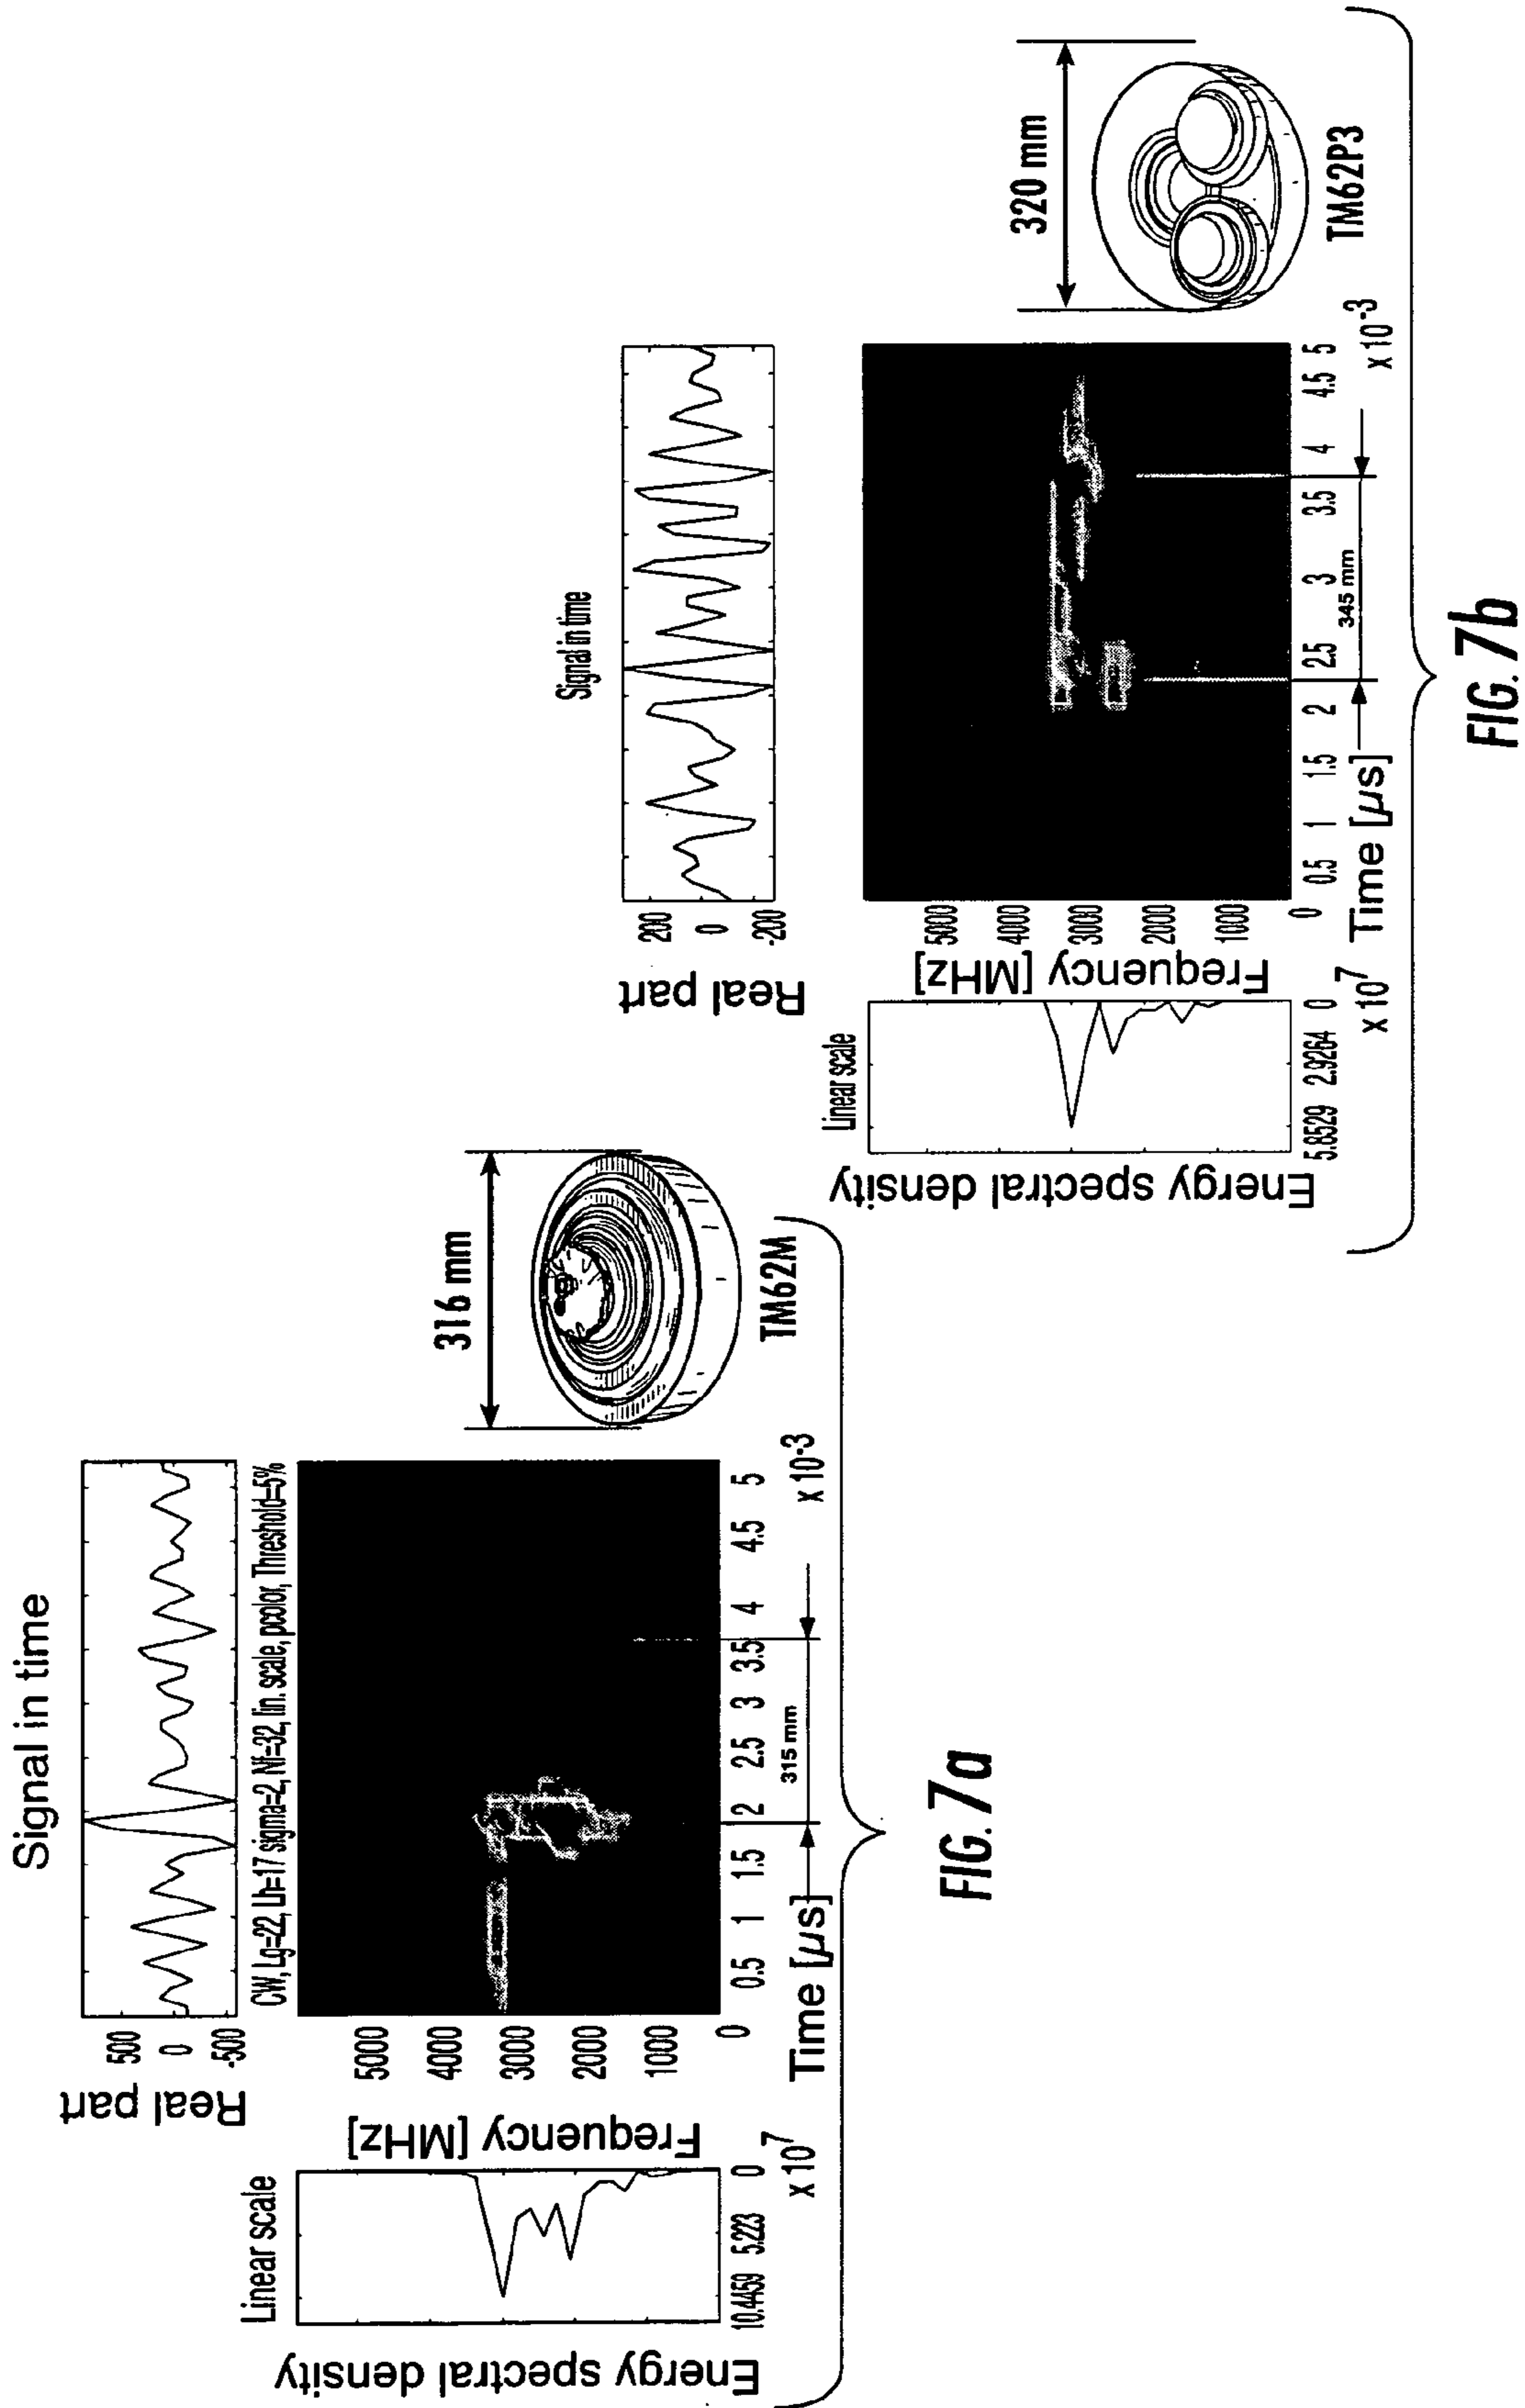 Signal in time
Real part
500
0
-500
CW, Lg=22, Lh=17 sigma=2, Nf=32, lin. scale, pcolor, Threshold=5%
Linear scale
Energy spectral density
10.4459 5.223 0
x 10^7
Frequency [MHz]
5000
4000
3000
2000
1000
0
0.5 1 1.5 2 2.5 3 3.5 4 4.5 5
x 10^-3
Time [µs]
315 mm
316 mm
TM62M
FIG. 7a
Signal in time
Real part
200
0
-200
Linear scale
Energy spectral density
5.8529 2.9264 0
x 10^7
Frequency [MHz]
5000
4000
3000
2000
1000
0
0.5 1 1.5 2 2.5 3 3.5 4 4.5 5
x 10^-3
Time [µs]
345 mm
320 mm
TM62P3
FIG. 7b